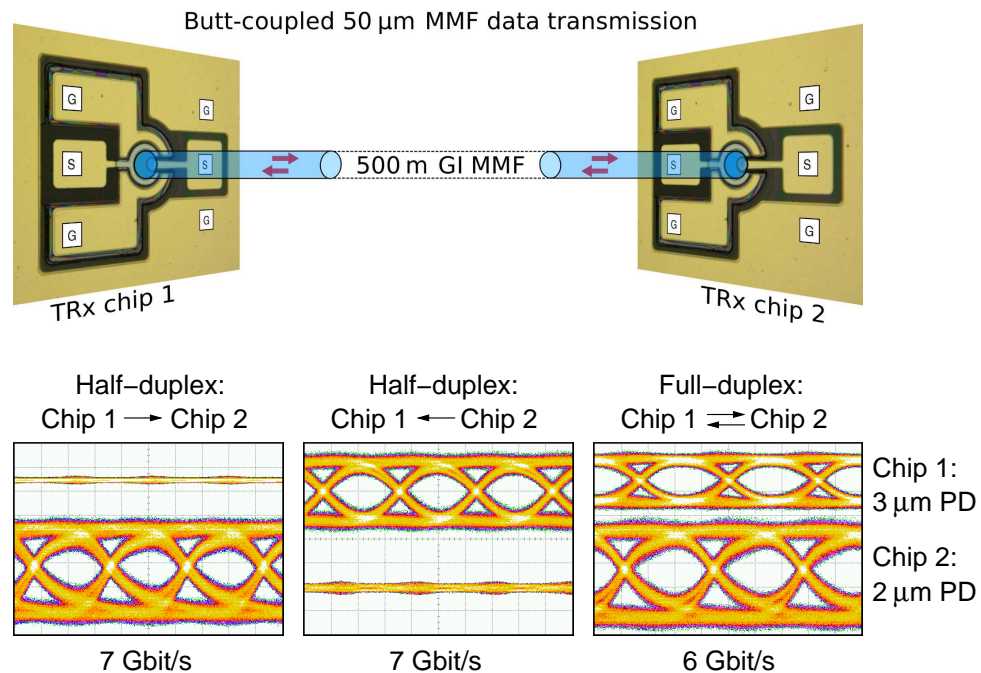 Butt-coupled 50 µm MMF data transmission
G
G
S
S
G
G
500 m GI MMF
G
G
S
S
G
G
TRx chip 1
TRx chip 2
Half−duplex:
Chip 1 → Chip 2
Half−duplex:
Chip 1 ← Chip 2
Full−duplex:
Chip 1 ⇄ Chip 2
Chip 1:
3 µm PD
Chip 2:
2 µm PD
7 Gbit/s
7 Gbit/s
6 Gbit/s